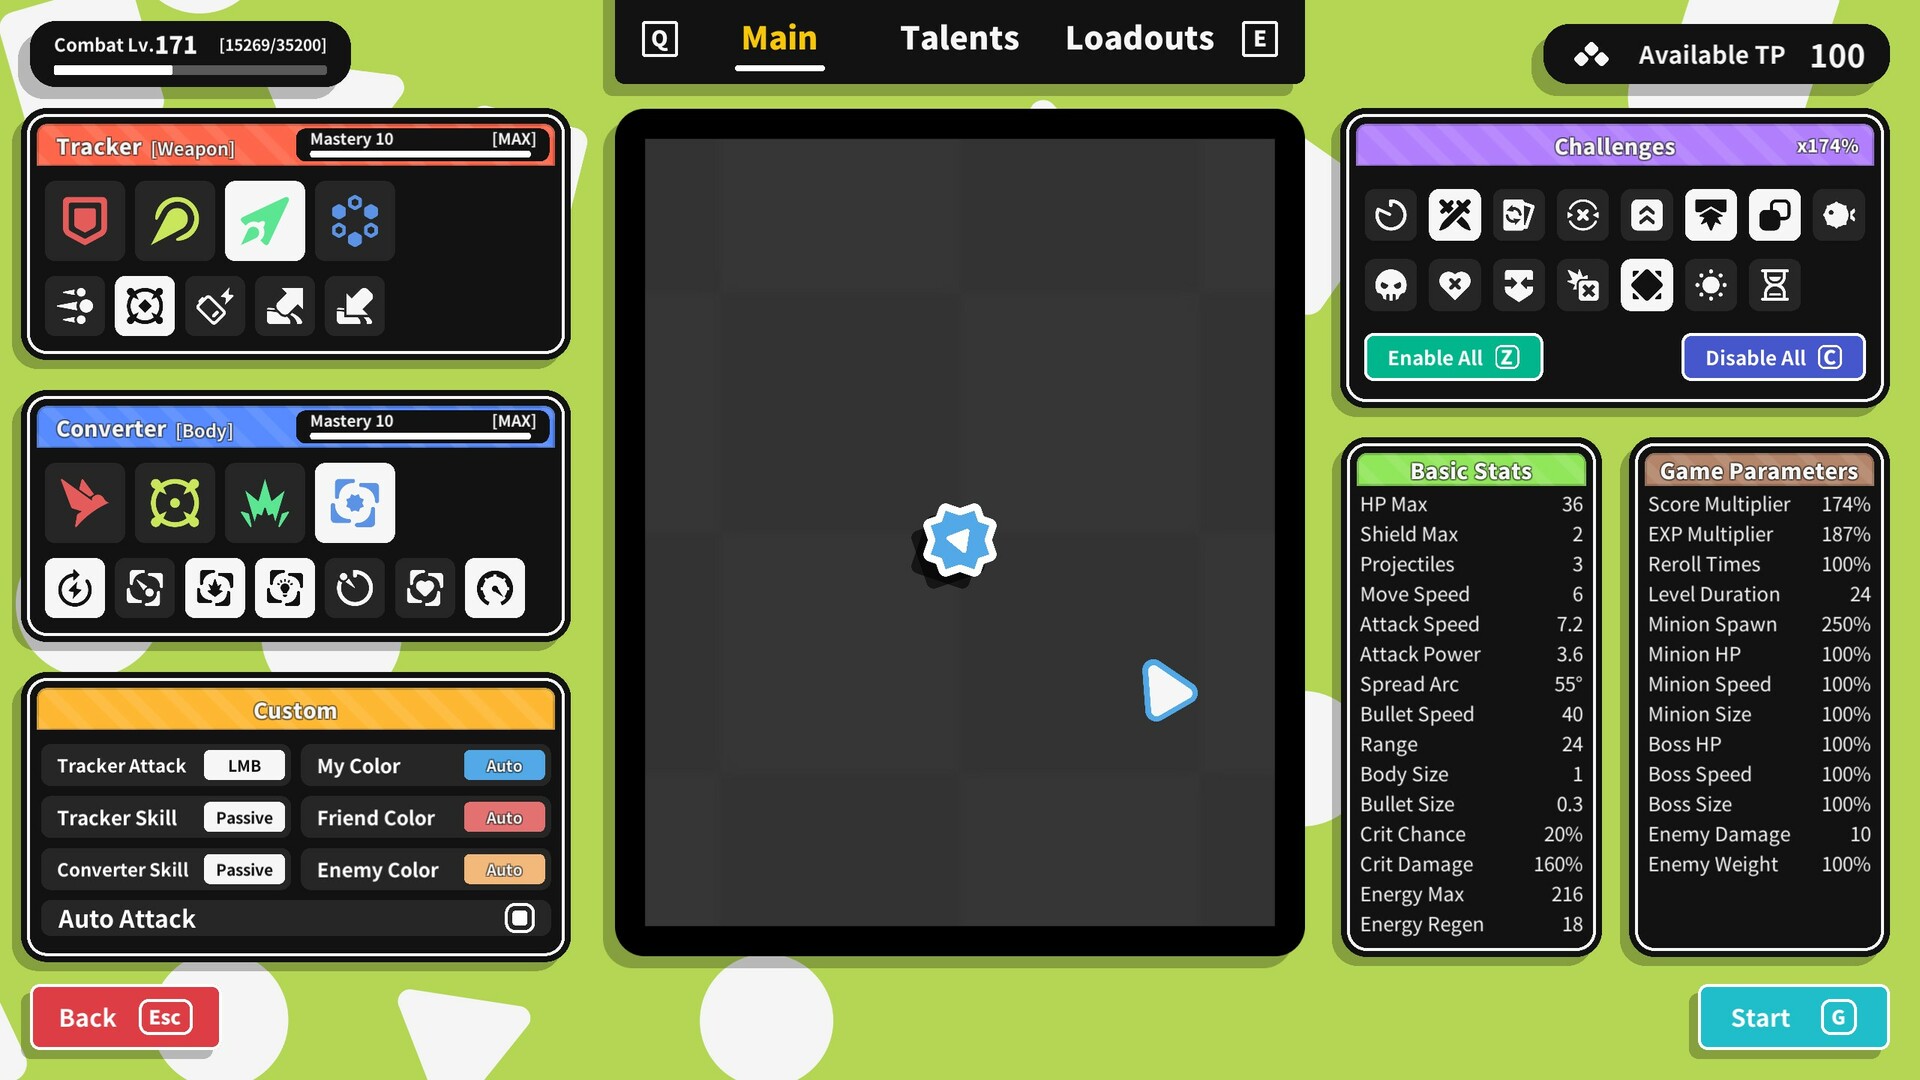 Combat Lv.171 [15269/35200]
Q Main Talents Loadouts E
Available TP 100
Tracker [Weapon] Mastery 10 [MAX]
Converter [Body] Mastery 10 [MAX]
Custom
Tracker Attack LMB My Color Auto
Tracker Skill Passive Friend Color Auto
Converter Skill Passive Enemy Color Auto
Auto Attack
Challenges x174%
Enable All Z Disable All C
Basic Stats
HP Max 36
Shield Max 2
Projectiles 3
Move Speed 6
Attack Speed 7.2
Attack Power 3.6
Spread Arc 55°
Bullet Speed 40
Range 24
Body Size 1
Bullet Size 0.3
Crit Chance 20%
Crit Damage 160%
Energy Max 216
Energy Regen 18
Game Parameters
Score Multiplier 174%
EXP Multiplier 187%
Reroll Times 100%
Level Duration 24
Minion Spawn 250%
Minion HP 100%
Minion Speed 100%
Minion Size 100%
Boss HP 100%
Boss Speed 100%
Boss Size 100%
Enemy Damage 10
Enemy Weight 100%
Back Esc
Start G